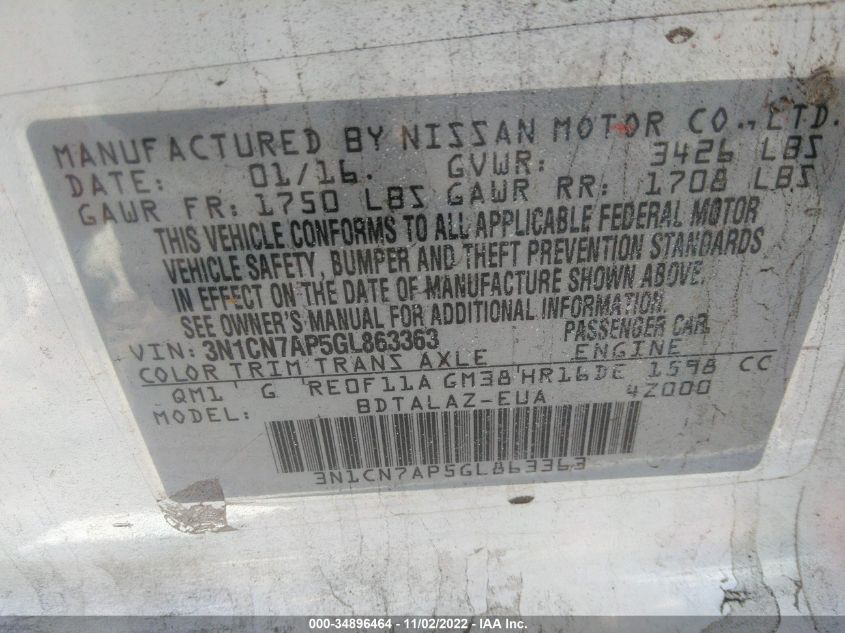 MANUFACTURED BY NISSAN MOTOR CO., LTD.
DATE: 01/16. GVWR: 3426 LBS
GAWR FR: 1750 LBS GAWR RR: 1708 LBS
THIS VEHICLE CONFORMS TO ALL APPLICABLE FEDERAL MOTOR
VEHICLE SAFETY, BUMPER AND THEFT PREVENTION STANDARDS
IN EFFECT ON THE DATE OF MANUFACTURE SHOWN ABOVE.
SEE OWNER'S MANUAL FOR ADDITIONAL INFORMATION.
VIN: 3N1CN7AP5GL863363 PASSENGER CAR
COLOR TRIM TRANS AXLE ENGINE
QM1 G RE0F11A GM38 HR16DE 1598 CC
MODEL: BDTALAZ-EUA 4Z000
3N1CN7AP5GL863363
000-34896464 - 11/02/2022 - IAA Inc.